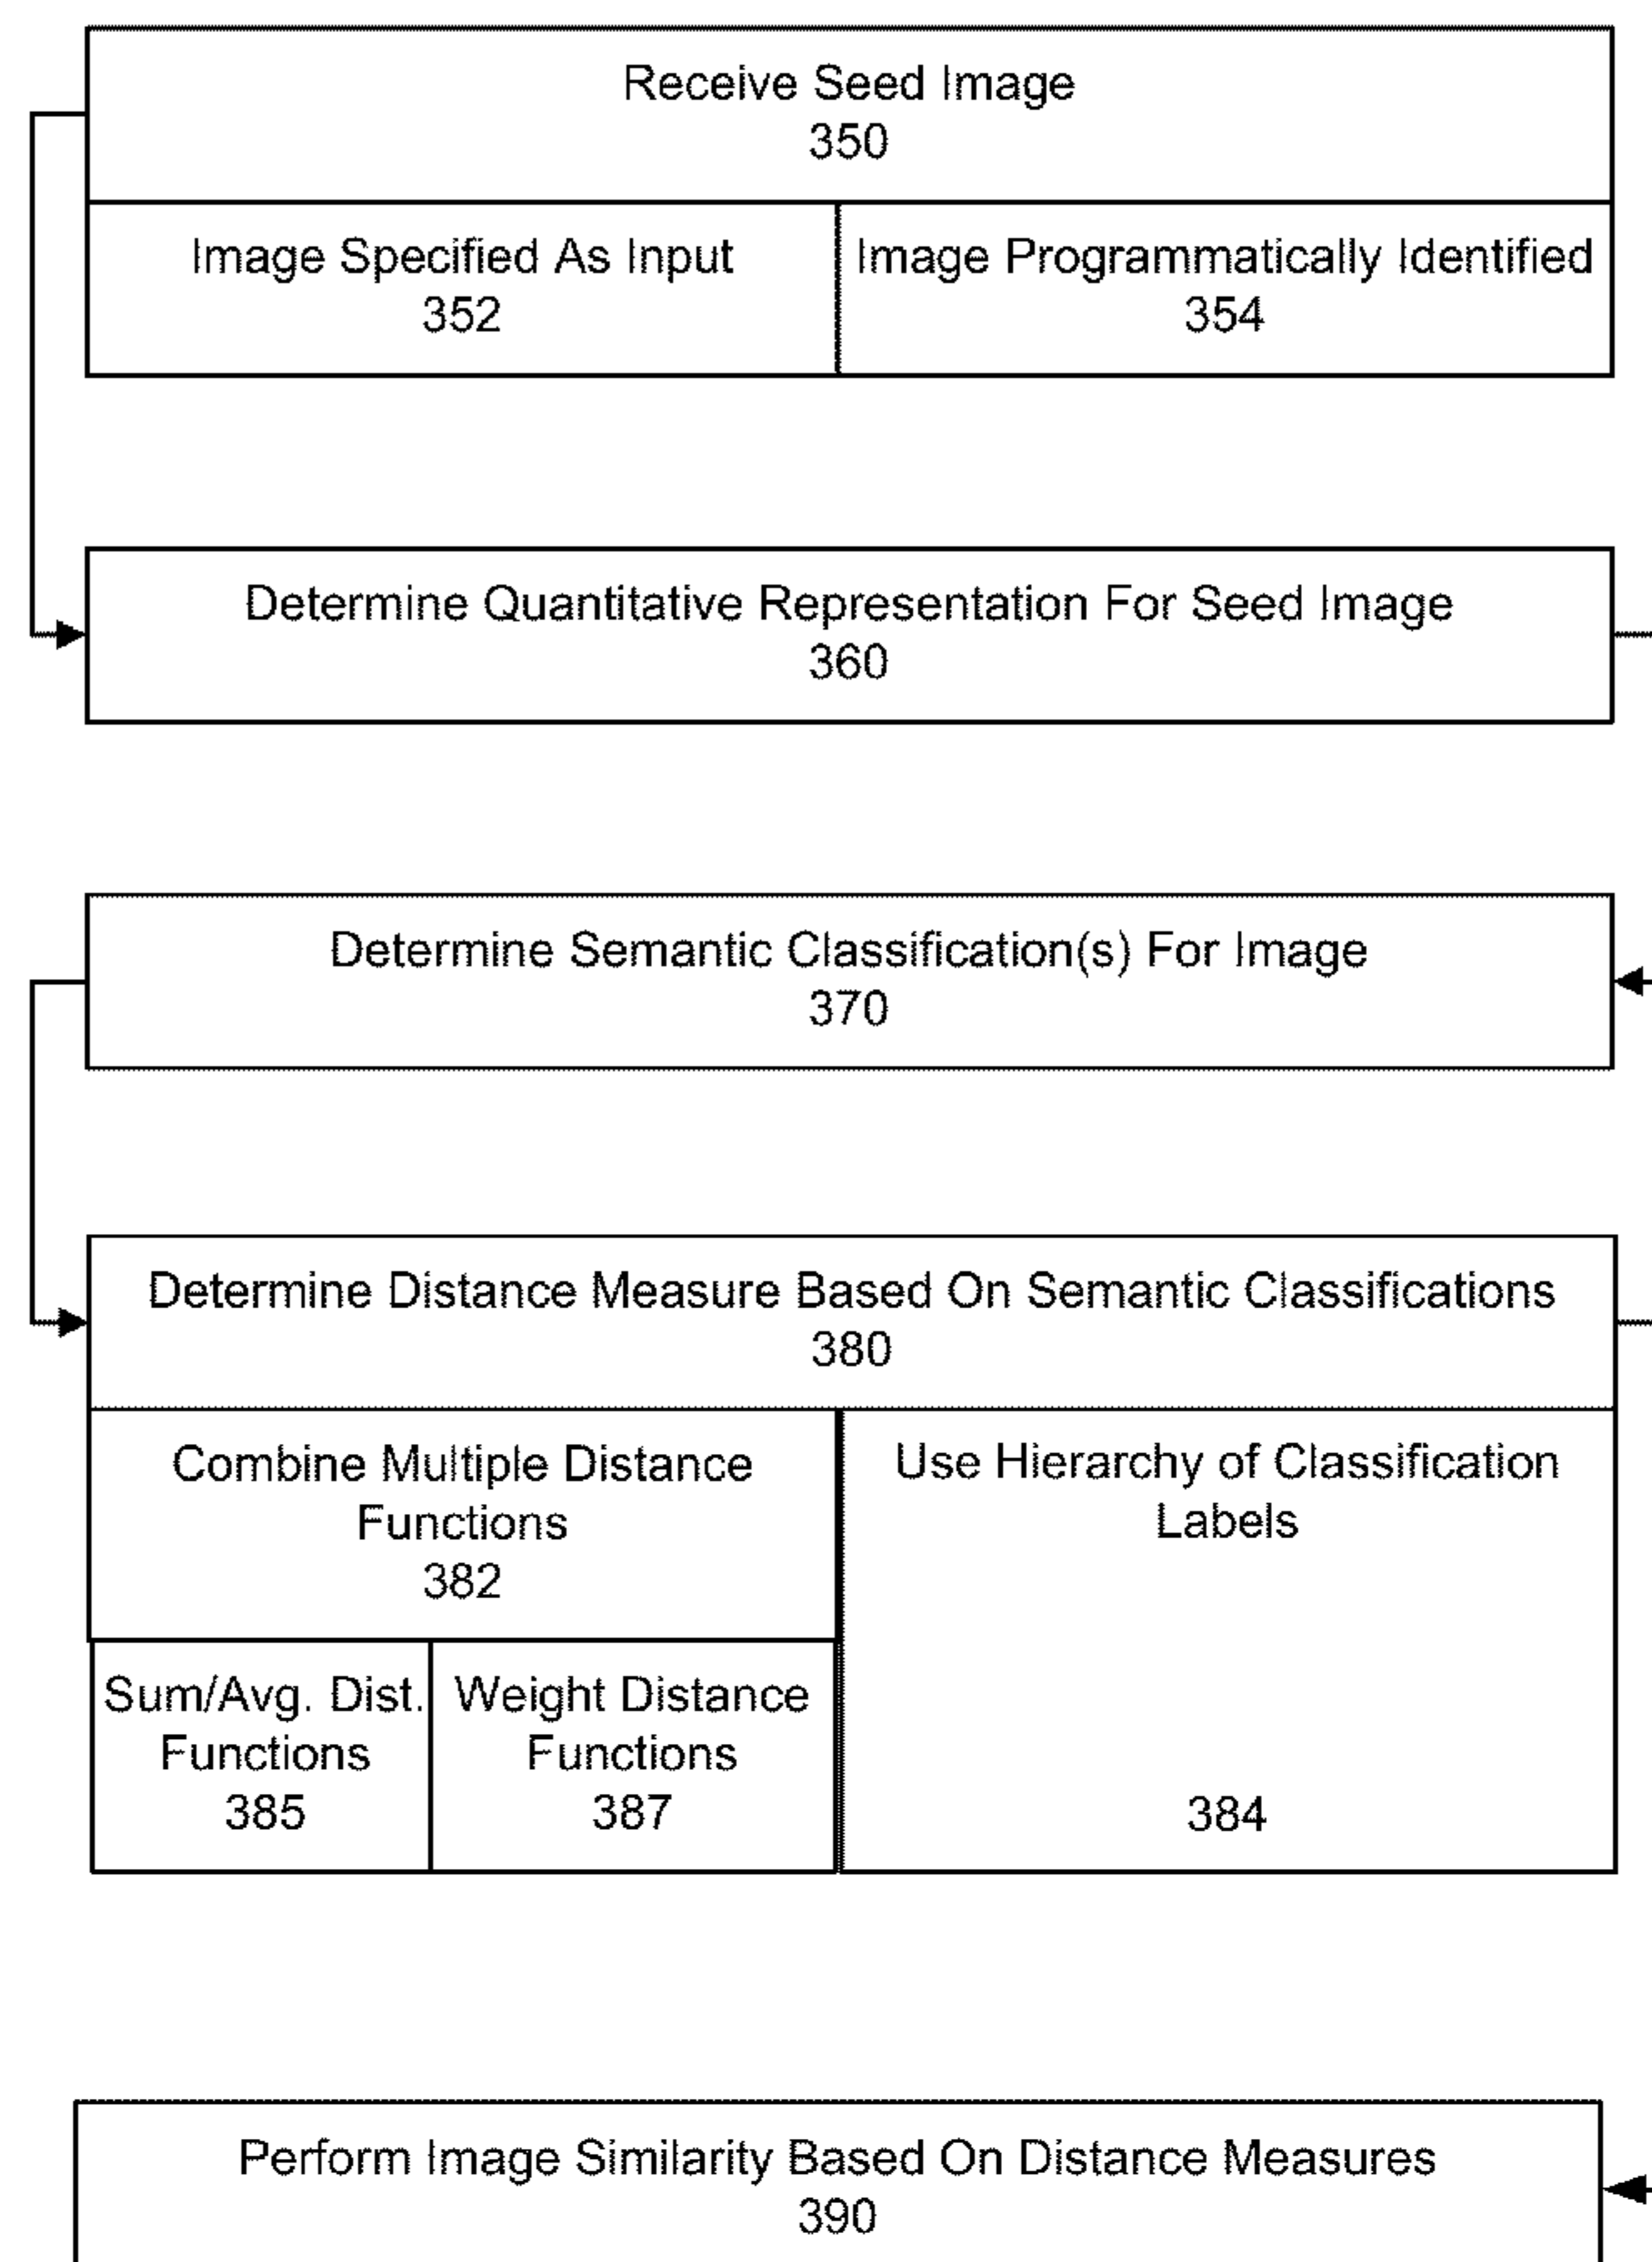 Receive Seed Image
350
Image Specified As Input
352
Image Programmatically Identified
354
Determine Quantitative Representation For Seed Image
360
Determine Semantic Classification(s) For Image
370
Determine Distance Measure Based On Semantic Classifications
380
Combine Multiple Distance
Functions
382
Use Hierarchy of Classification
Labels
384
Sum/Avg. Dist.
Functions
385
Weight Distance
Functions
387
Perform Image Similarity Based On Distance Measures
390